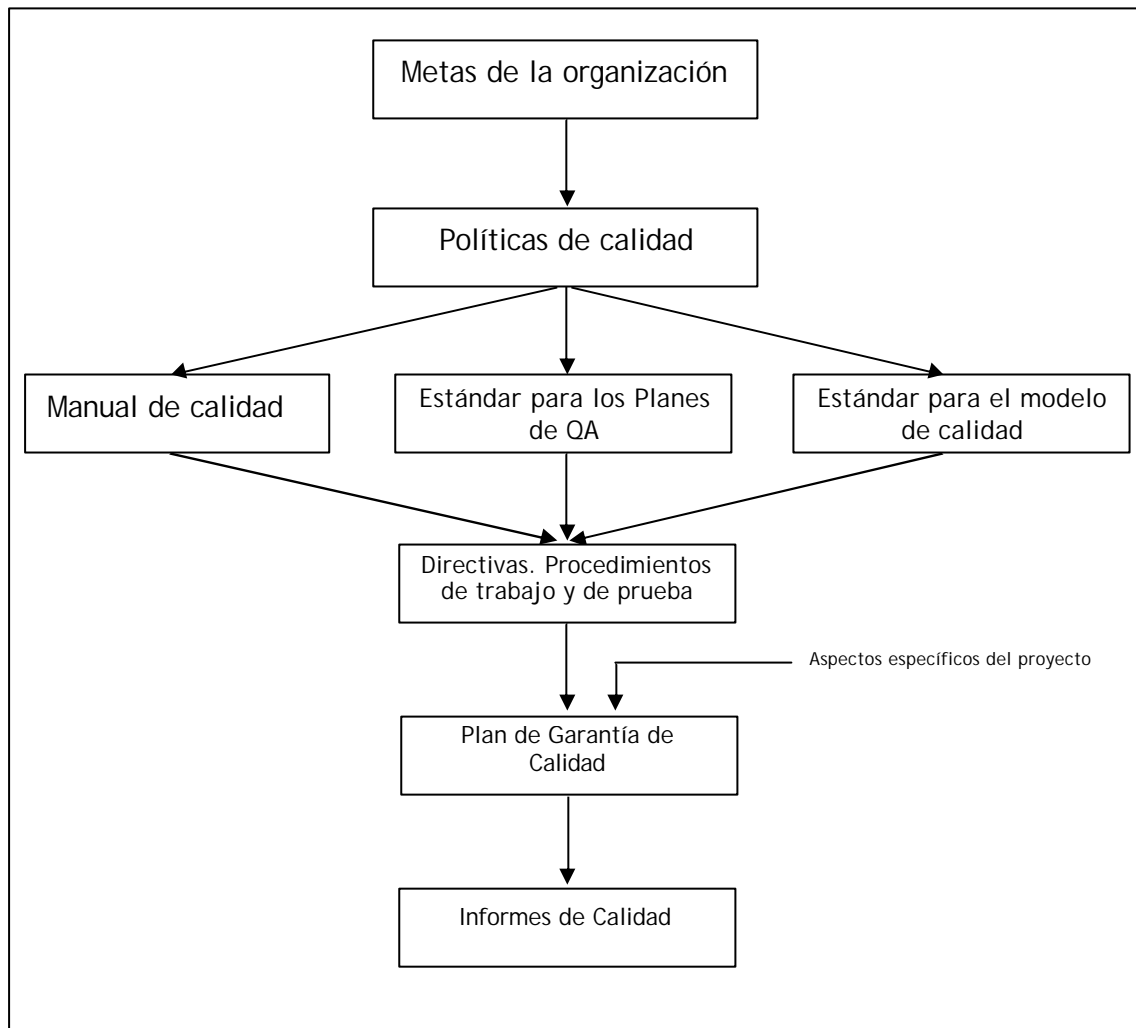 Metas de la organización
Políticas de calidad
Manual de calidad
Estándar para los Planes
de QA
Estándar para el modelo
de calidad
Directivas. Procedimientos
de trabajo y de prueba
Aspectos específicos del proyecto
Plan de Garantía de
Calidad
Informes de Calidad